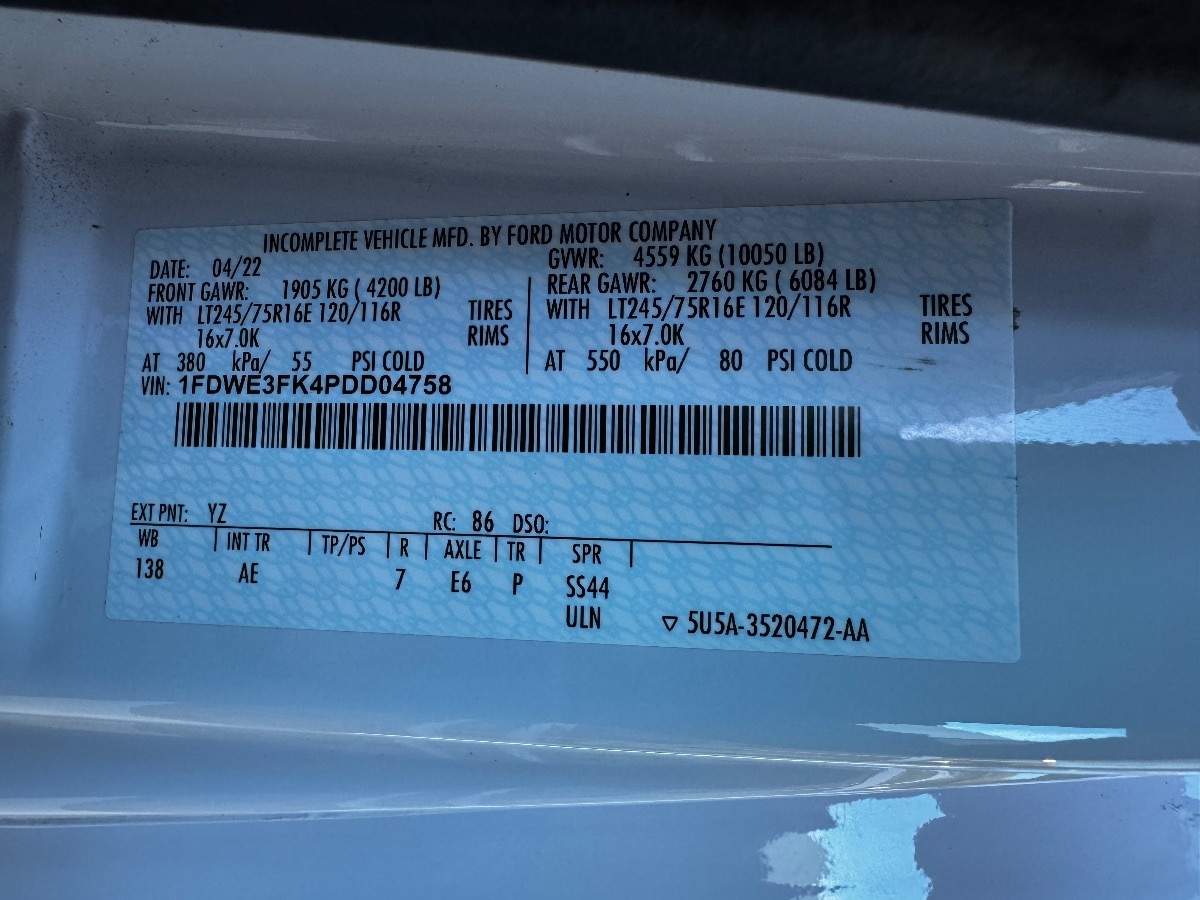 INCOMPLETE VEHICLE MFD. BY FORD MOTOR COMPANY
DATE: 04/22 GVWR: 4559 KG (10050 LB)
FRONT GAWR: 1905 KG ( 4200 LB) REAR GAWR: 2760 KG ( 6084 LB)
WITH LT245/75R16E 120/116R TIRES WITH LT245/75R16E 120/116R TIRES
16x7.0K RIMS 16x7.0K RIMS
AT 380 kPa/ 55 PSI COLD AT 550 kPa/ 80 PSI COLD
VIN: 1FDWE3FK4PDD04758
EXT PNT: YZ RC: 86 DSO:
WB INT TR TP/PS R AXLE TR SPR
138 AE 7 E6 P SS44
ULN ▽ 5U5A-3520472-AA